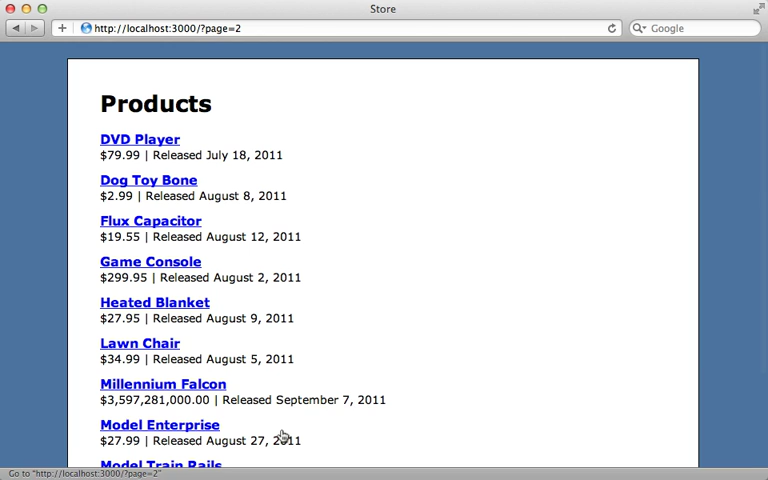 Store
http://localhost:3000/?page=2
Google
Products
DVD Player
$79.99 | Released July 18, 2011
Dog Toy Bone
$2.99 | Released August 8, 2011
Flux Capacitor
$19.55 | Released August 12, 2011
Game Console
$299.95 | Released August 2, 2011
Heated Blanket
$27.95 | Released August 9, 2011
Lawn Chair
$34.99 | Released August 5, 2011
Millennium Falcon
$3,597,281,000.00 | Released September 7, 2011
Model Enterprise
$27.99 | Released August 27, 2011
Model Train Rails
Go to "http://localhost:3000/?page=2"